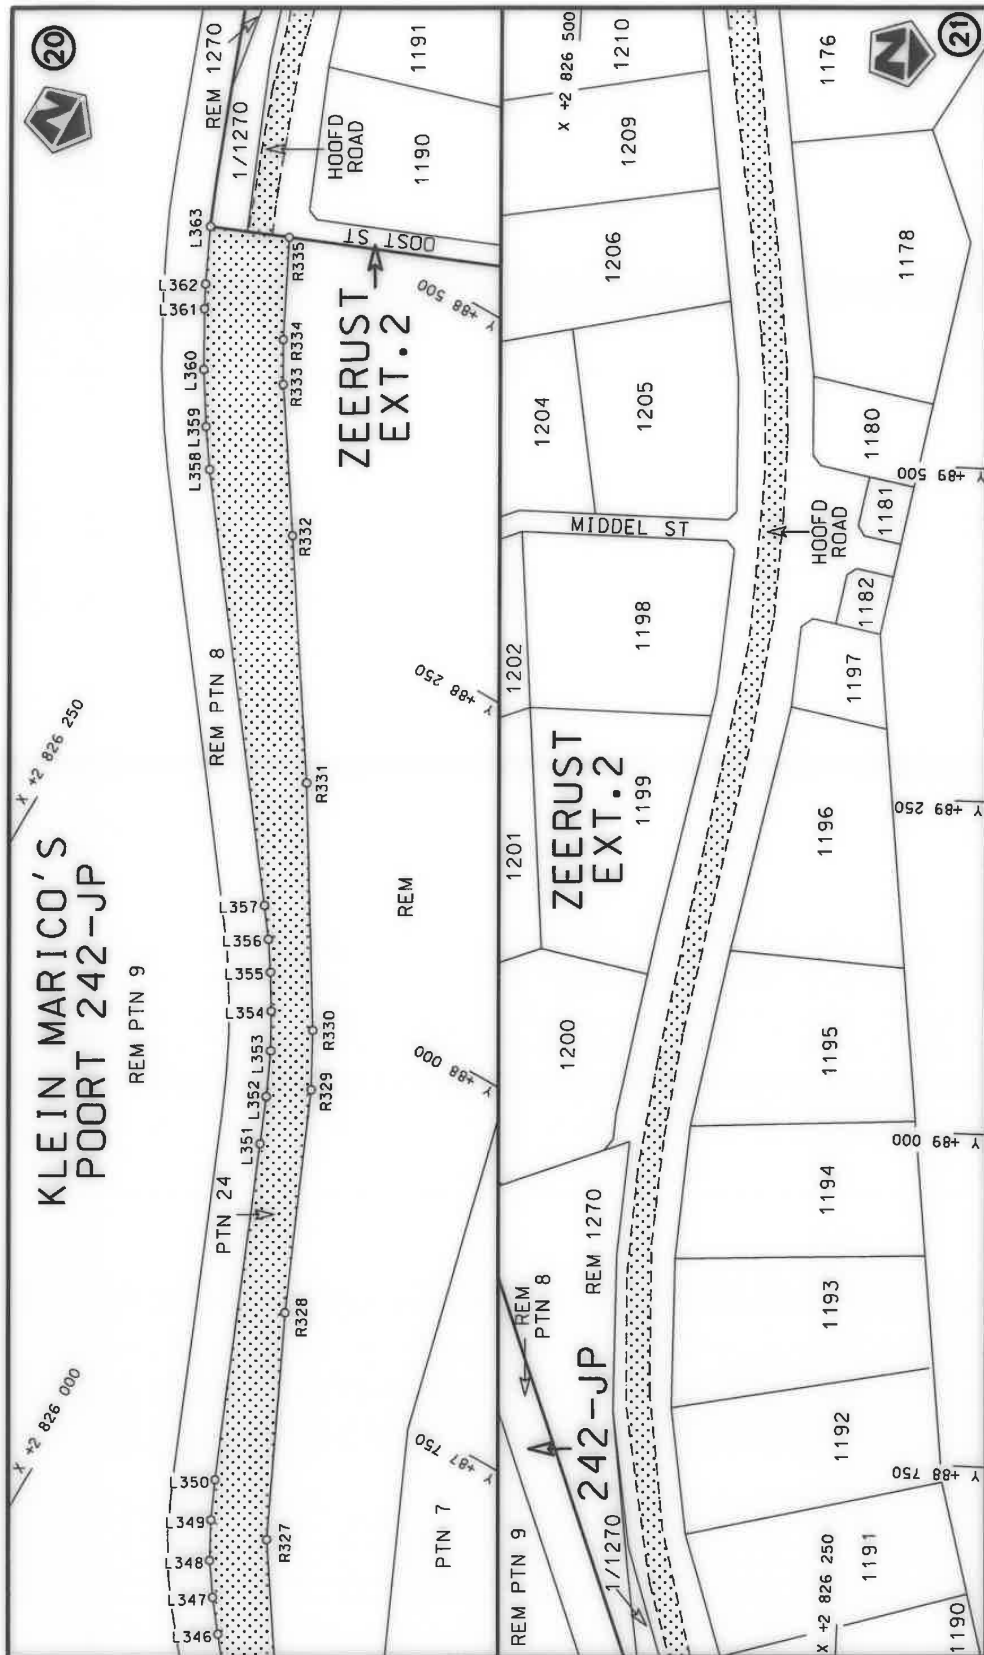 20
KLEIN MARICO'S
POORT 242-JP
REM PTN 9
X +2 826 000
X +2 826 250
L346
L347
L348
L349
L350
PTN 24
L351
L352
L353
L354
L355
L356
L357
REM PTN 8
L358
L359
L360
L361
L362
L363
REM 1270
1/1270
HOOFD
ROAD
1191
1190
OOST ST
R327
R328
R329
R330
R331
R332
R333
R334
R335
ZEERUST
EXT.2
REM
PTN 7
Y +87 750
Y +88 000
Y +88 250
Y +88 500
21
REM PTN 9
REM
PTN 8
242-JP
1/1270
REM 1270
1200
1201
1202
1199
ZEERUST
EXT.2
1198
MIDDEL ST
1204
1205
1206
1209
1210
X +2 826 500
HOOFD
ROAD
X +2 826 250
1190
1191
1192
1193
1194
1195
1196
1197
1182
1181
1180
1178
1176
Y +88 750
Y +89 000
Y +89 250
Y +89 500